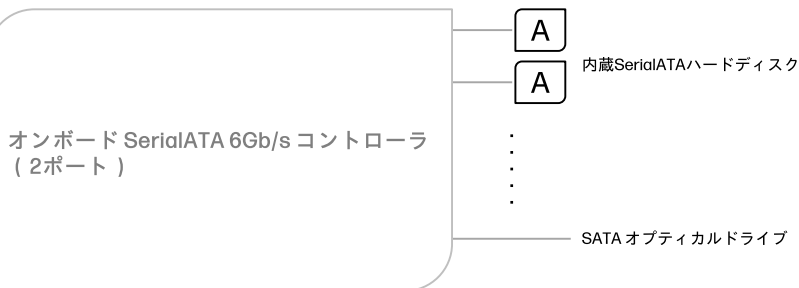 A
内蔵SerialATAハードディスク
A
オンボード SerialATA 6Gb/s コントローラ
( 2ポート )
SATA オプティカルドライブ